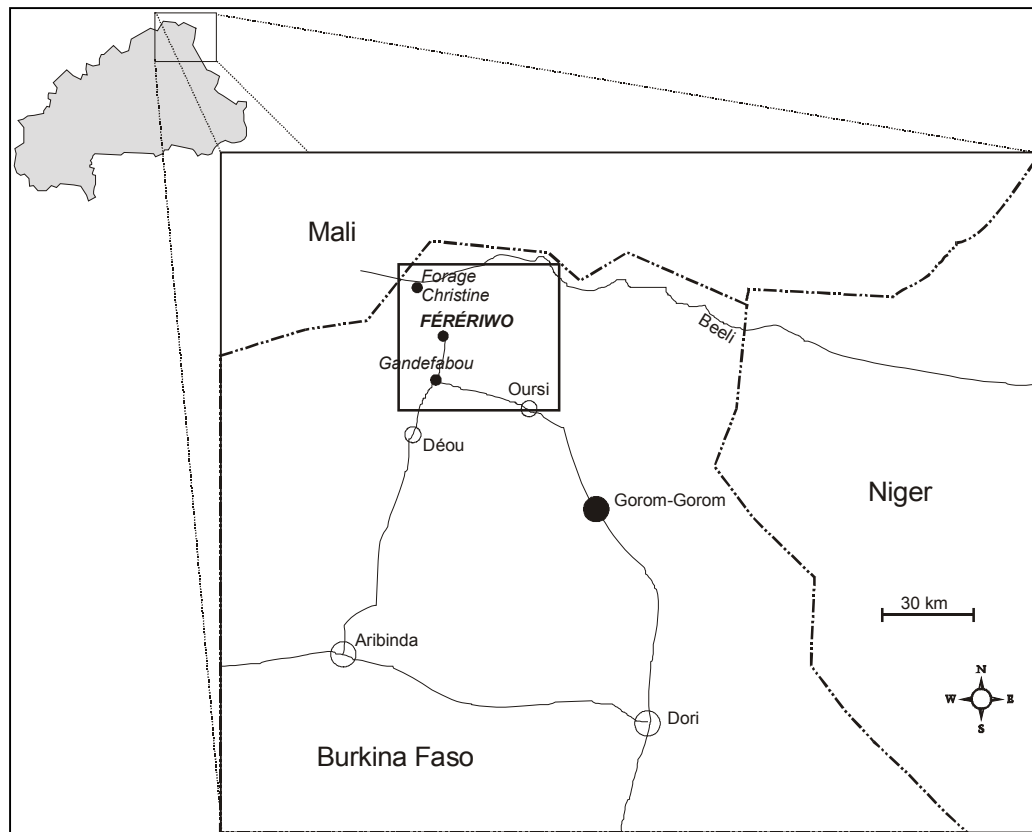 Mali
Forage
Christine
FÉRÉRIWO
Beeli
Gandefabou
Oursi
Déou
Niger
Gorom-Gorom
30 km
Aribinda
N
W E
S
Dori
Burkina Faso